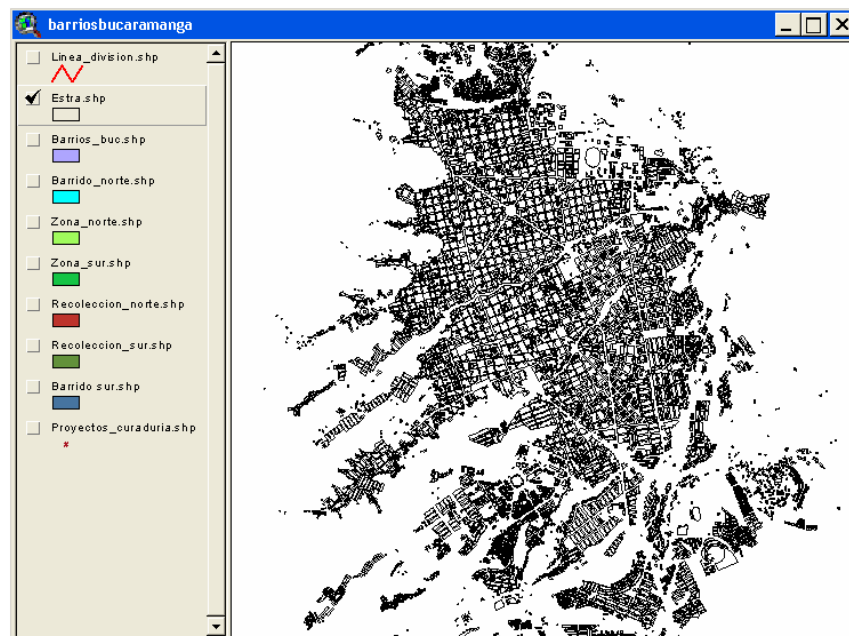 barriosbucaramanga
Linea_division.shp
Estra.shp
Barrios_buc.shp
Barrido_norte.shp
Zona_norte.shp
Zona_sur.shp
Recoleccion_norte.shp
Recoleccion_sur.shp
Barrido sur.shp
Proyectos_curaduria.shp